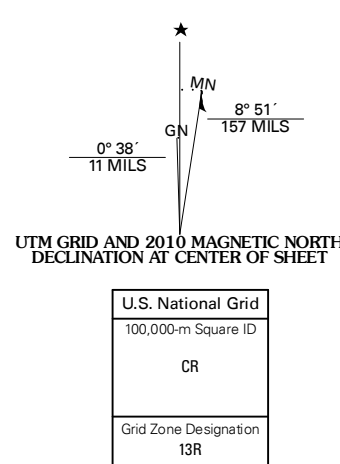 MN
GN
8° 51´
157 MILS
0° 38´
11 MILS
UTM GRID AND 2010 MAGNETIC NORTH
DECLINATION AT CENTER OF SHEET
U.S. National Grid
100,000-m Square ID
CR
Grid Zone Designation
13R